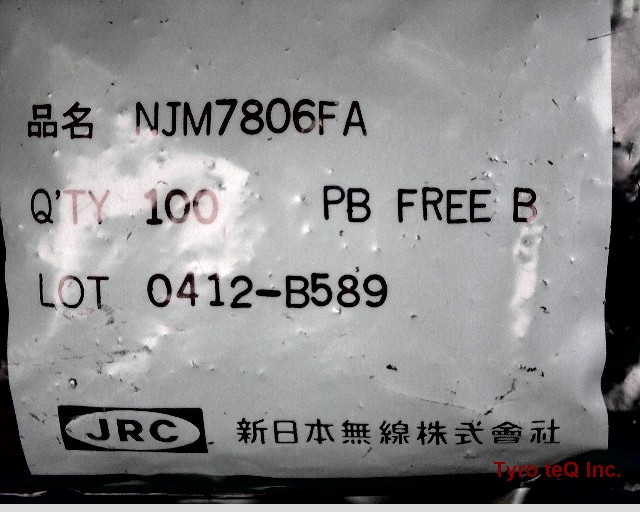 品名 NJM7806FA
Q'TY 100 PB FREE B
LOT 0412-B589
JRC 新日本無線株式會社
Tyro teQ Inc.